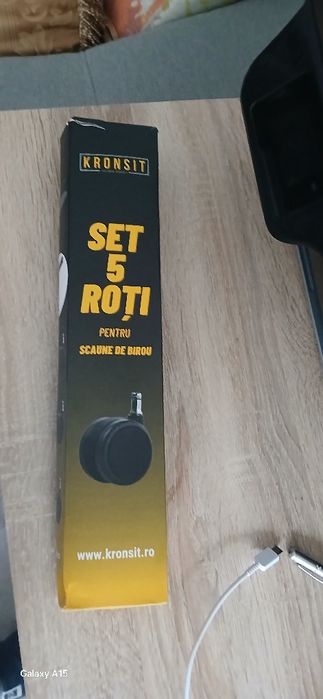 KRONSIT
SET
5
ROȚI
PENTRU
SCAUNE DE BIROU
www.kronsit.ro
Galaxy A15